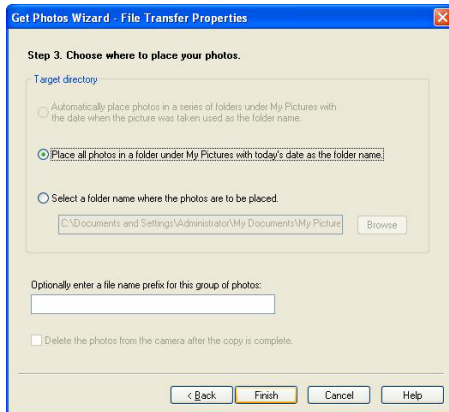 Get Photos Wizard - File Transfer Properties
Step 3. Choose where to place your photos.
Target directory
Automatically place photos in a series of folders under My Pictures with
the date when the picture was taken used as the folder name.
Place all photos in a folder under My Pictures with today's date as the folder name.
Select a folder name where the photos are to be placed.
C:\Documents and Settings\Administrator\My Documents\My Picture
Browse
Optionally enter a file name prefix for this group of photos:
Delete the photos from the camera after the copy is complete.
< Back Finish Cancel Help